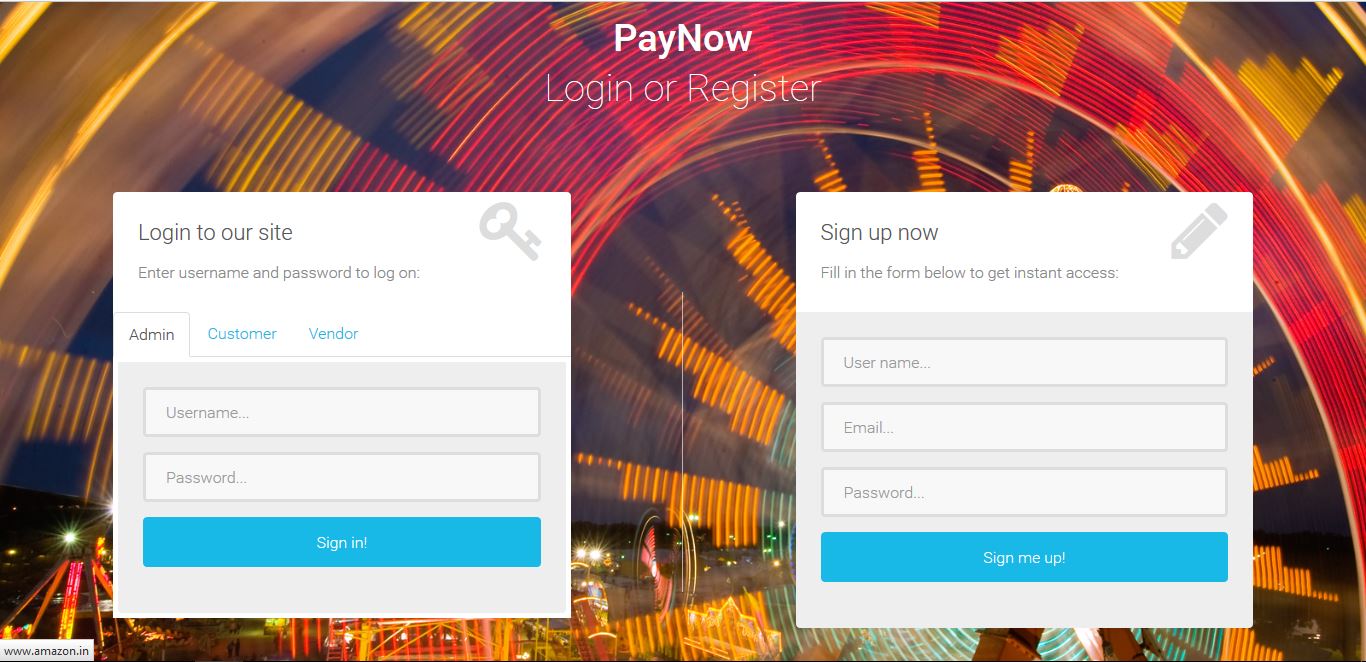 PayNow
Login or Register
Login to our site
Enter username and password to log on:
Admin Customer Vendor
Username...
Password...
Sign in!
Sign up now
Fill in the form below to get instant access:
User name...
Email...
Password...
Sign me up!
www.amazon.in